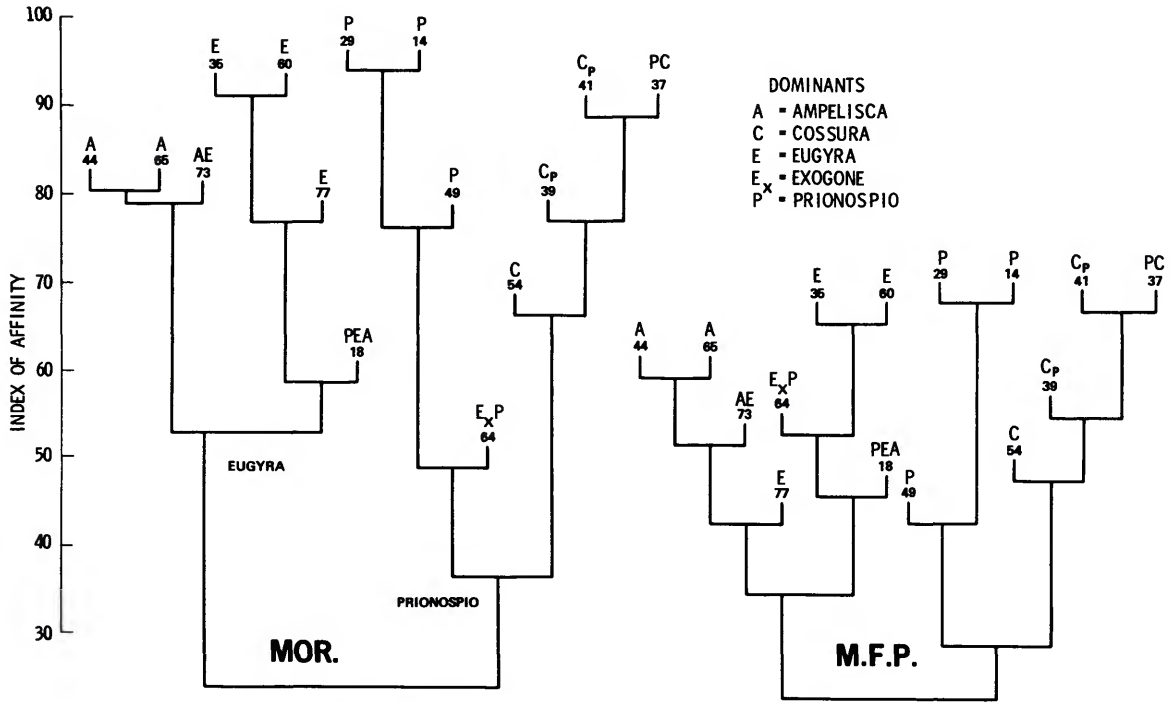 100
90
80
70
60
50
40
30
INDEX OF AFFINITY
A
44
A
65
AE
73
E
35
E
60
E
77
PEA
18
EUGYRA
P
29
P
14
P
49
ExP
64
PRIONOSPIO
C
54
Cp
39
Cp
41
PC
37
MOR.
DOMINANTS
A = AMPELISCA
C = COSSURA
E = EUGYRA
Ex = EXOGONE
P = PRIONOSPIO
A
44
A
65
AE
73
E
77
ExP
64
E
35
E
60
PEA
18
P
49
P
29
P
14
C
54
Cp
39
Cp
41
PC
37
M.F.P.